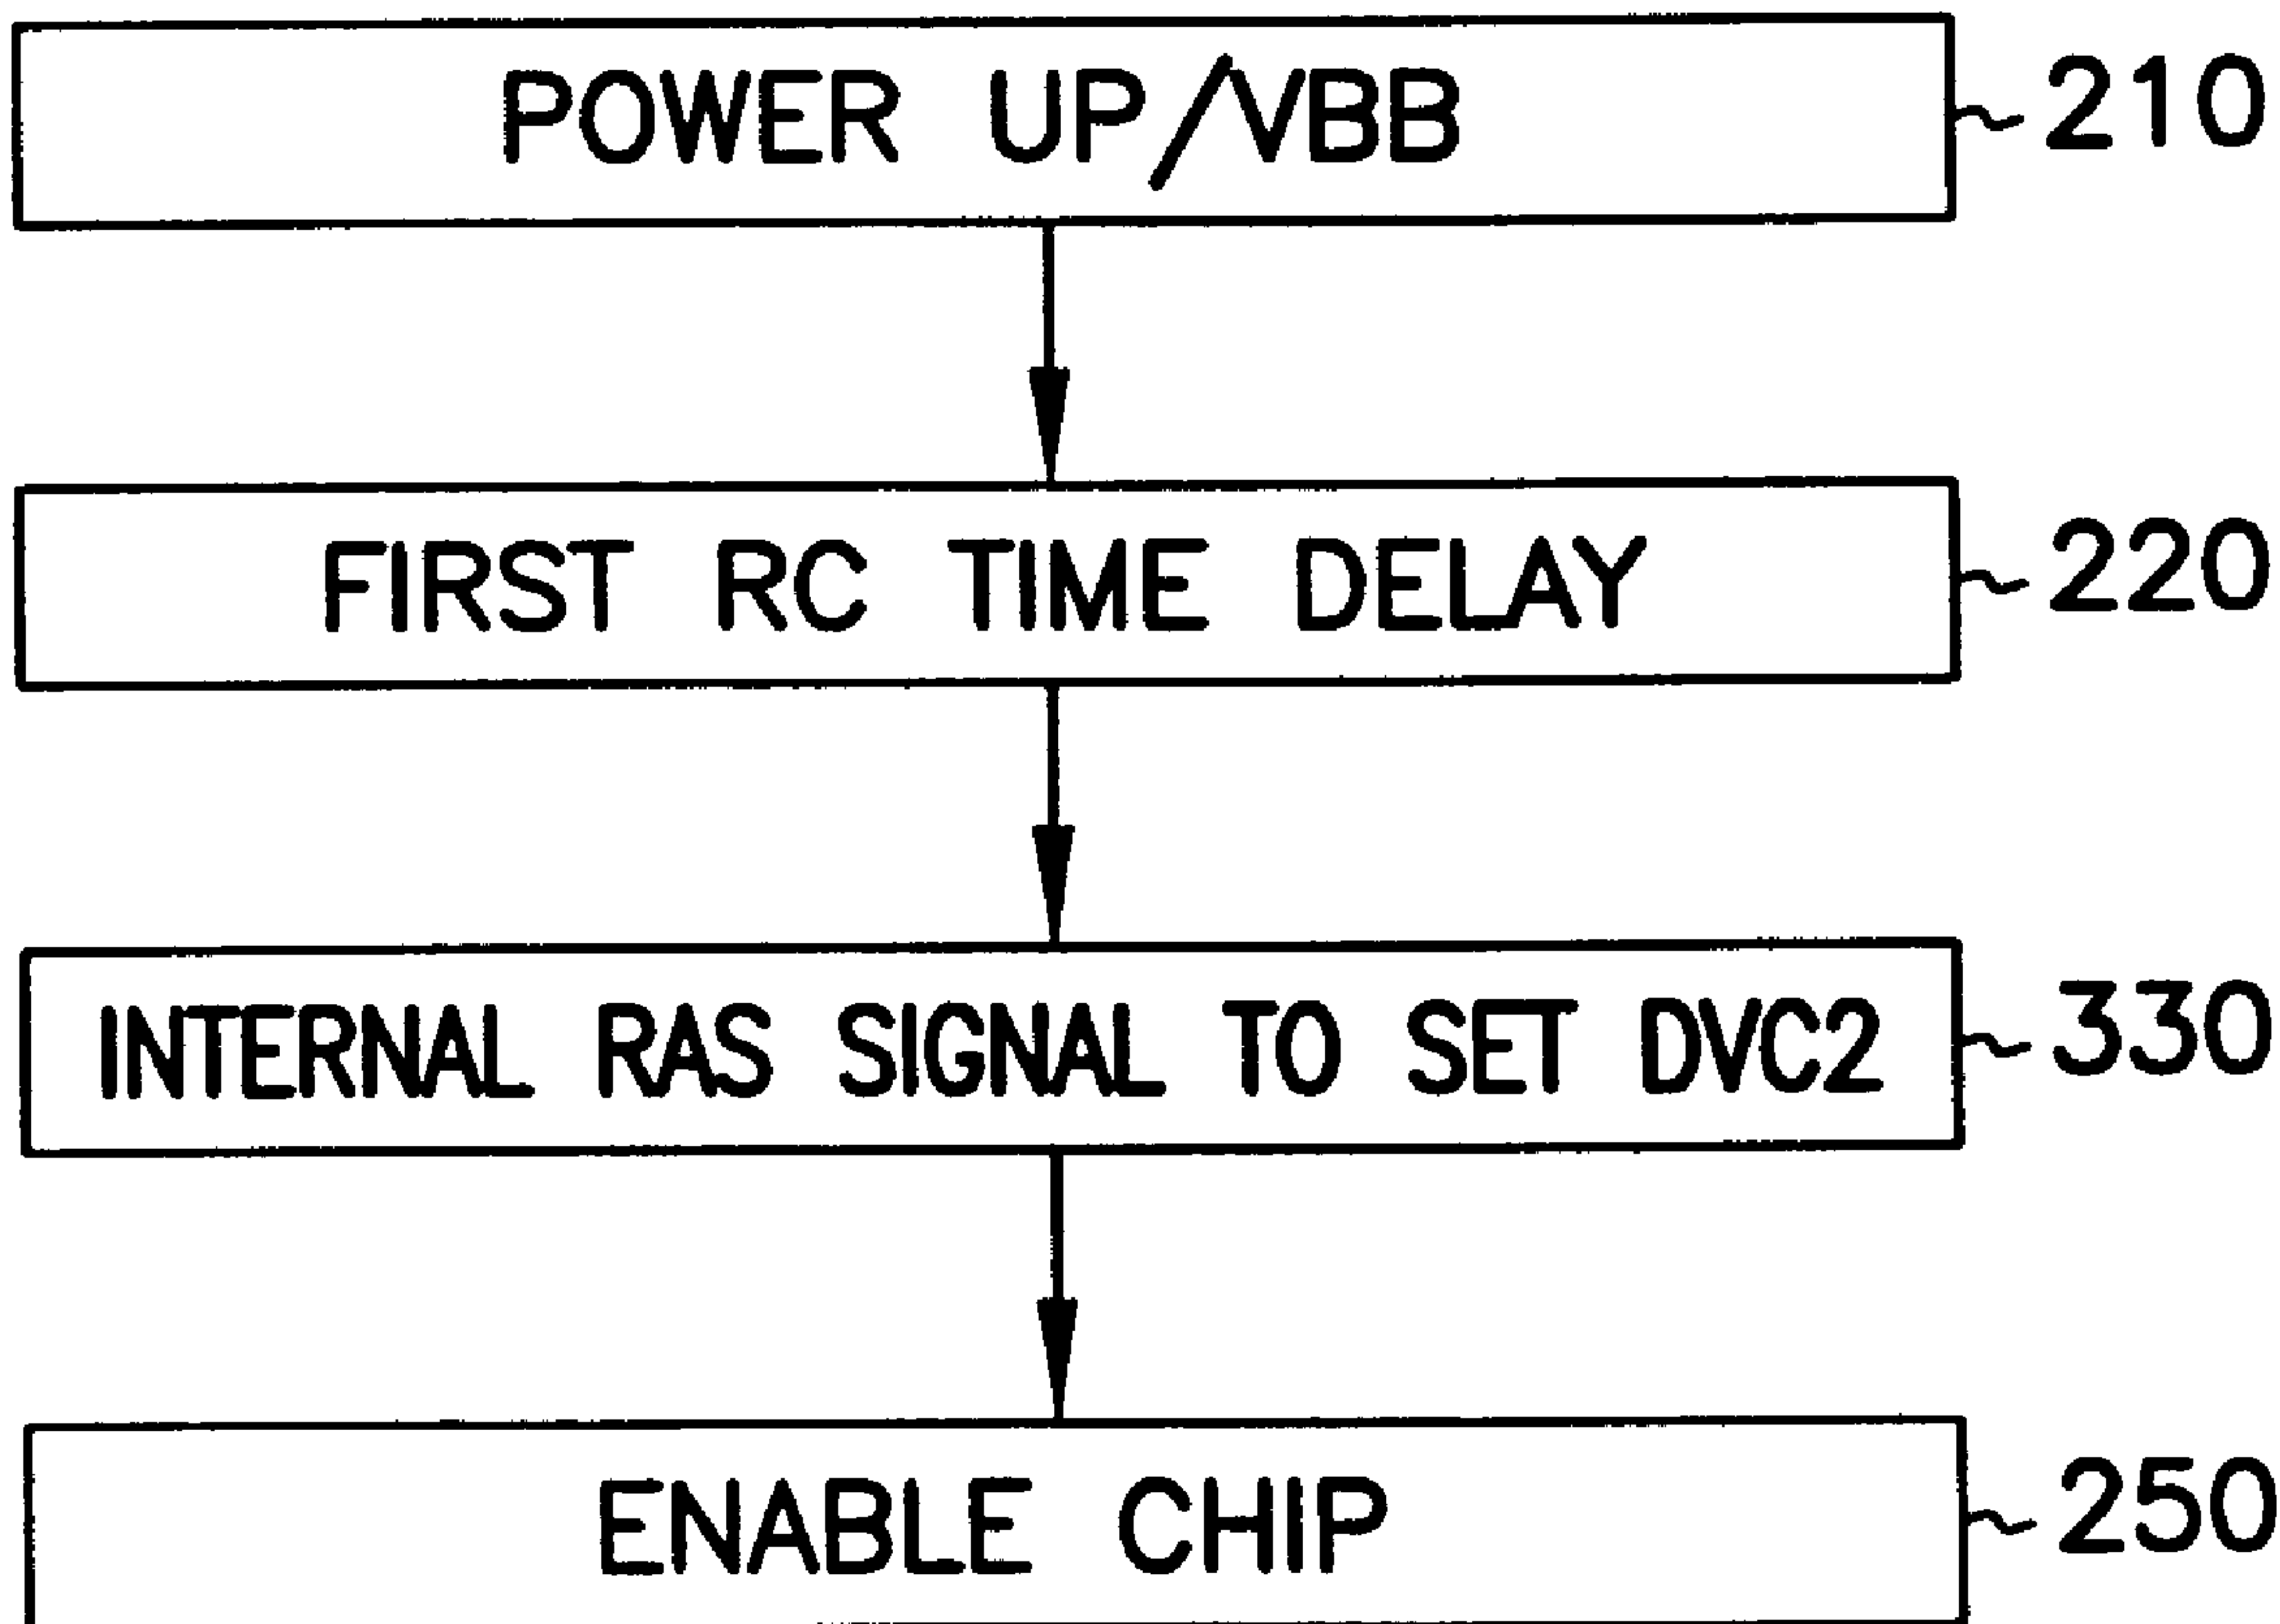 POWER UP/VBB 210
FIRST RC TIME DELAY 220
INTERNAL RAS SIGNAL TO SET DVC2 330
ENABLE CHIP 250